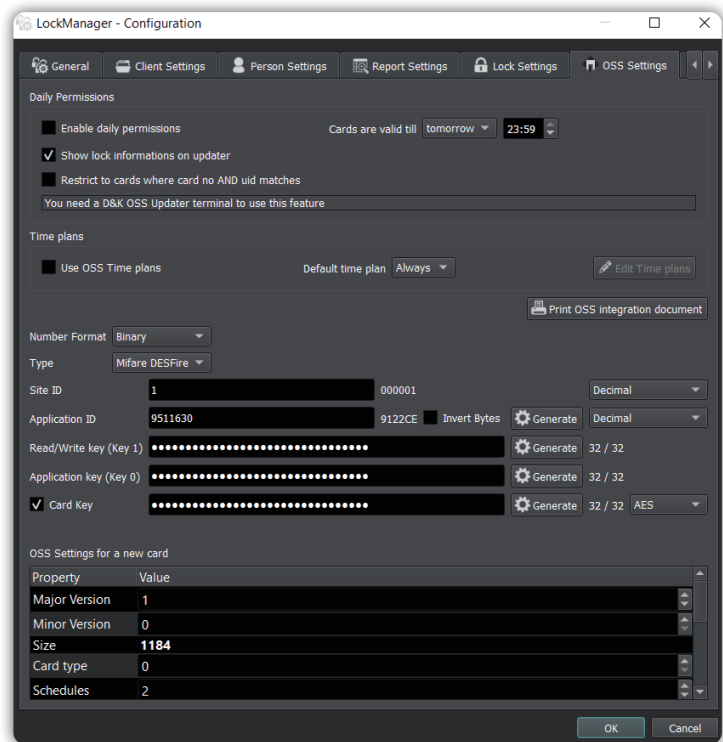 LockManager - Configuration
General Client Settings Person Settings Report Settings Lock Settings OSS Settings
Daily Permissions
Enable daily permissions Cards are valid till tomorrow 23:59
Show lock informations on updater
Restrict to cards where card no AND uid matches
You need a D&K OSS Updater terminal to use this feature
Time plans
Use OSS Time plans Default time plan Always Edit Time plans
Print OSS integration document
Number Format Binary
Type Mifare DESFire
Site ID 1 000001 Decimal
Application ID 9511630 9122CE Invert Bytes Generate Decimal
Read/Write key (Key 1) ●●●●●●●●●●●●●●●●●●●●●●●●●●●●●●●● Generate 32 / 32
Application key (Key 0) ●●●●●●●●●●●●●●●●●●●●●●●●●●●●●●●● Generate 32 / 32
Card Key ●●●●●●●●●●●●●●●●●●●●●●●●●●●●●●●● Generate 32 / 32 AES
OSS Settings for a new card
Property Value
Major Version 1
Minor Version 0
Size 1184
Card type 0
Schedules 2
OK Cancel